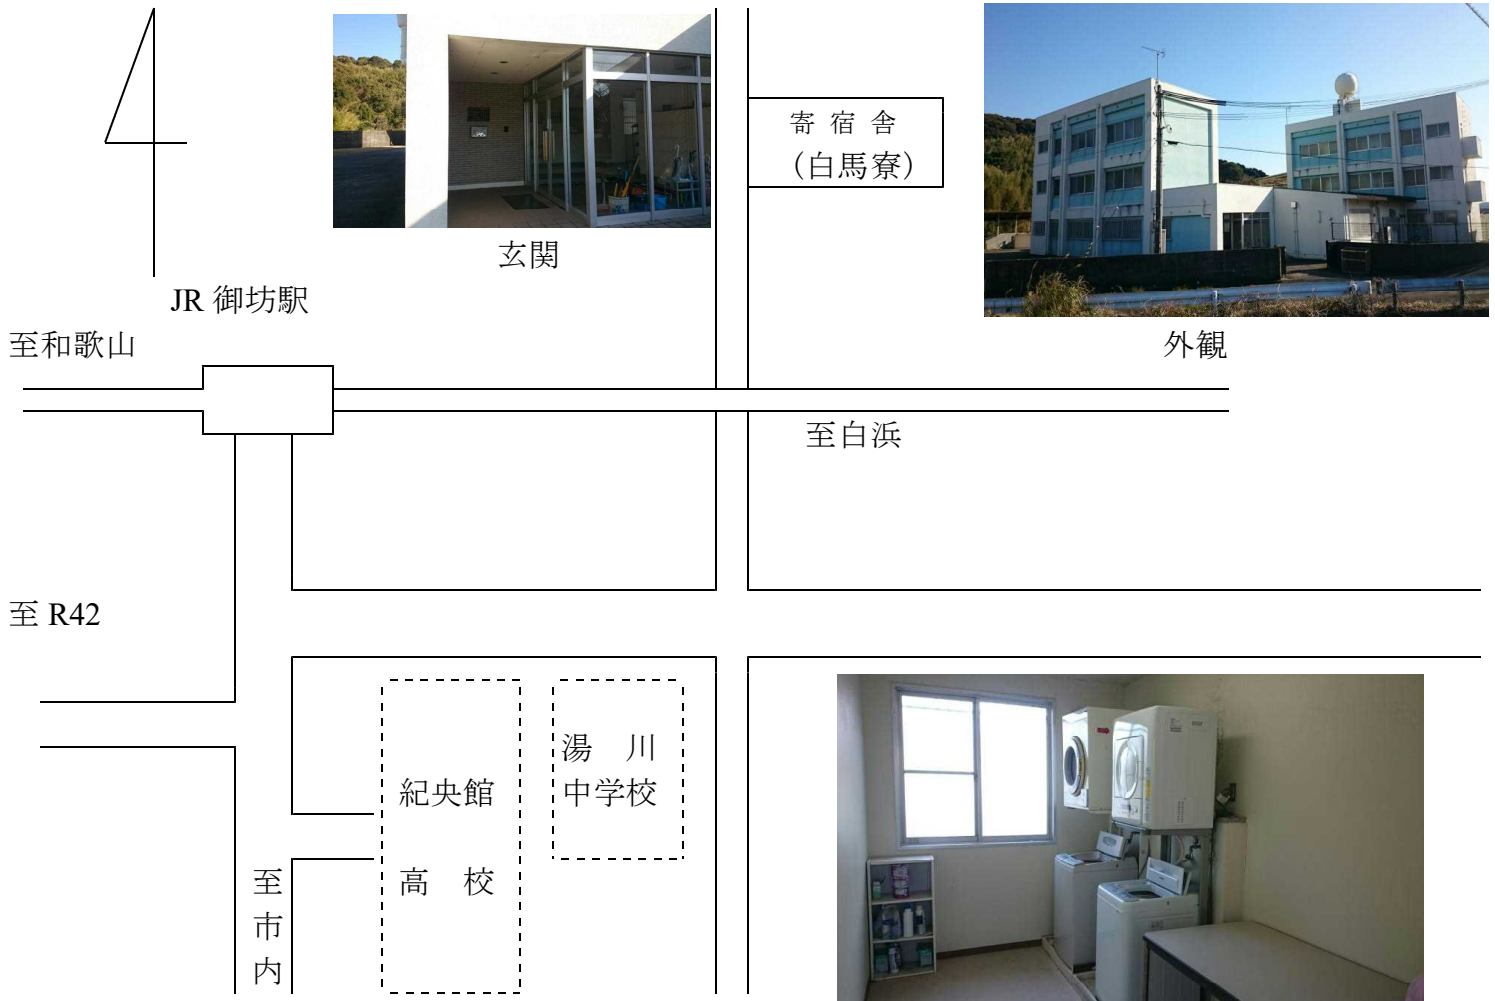 寄 宿 舎
（白馬寮）
玄関
JR 御坊駅
至和歌山
外観
至白浜
至 R42
湯　川
中学校
紀央館
高　校
至
市
内